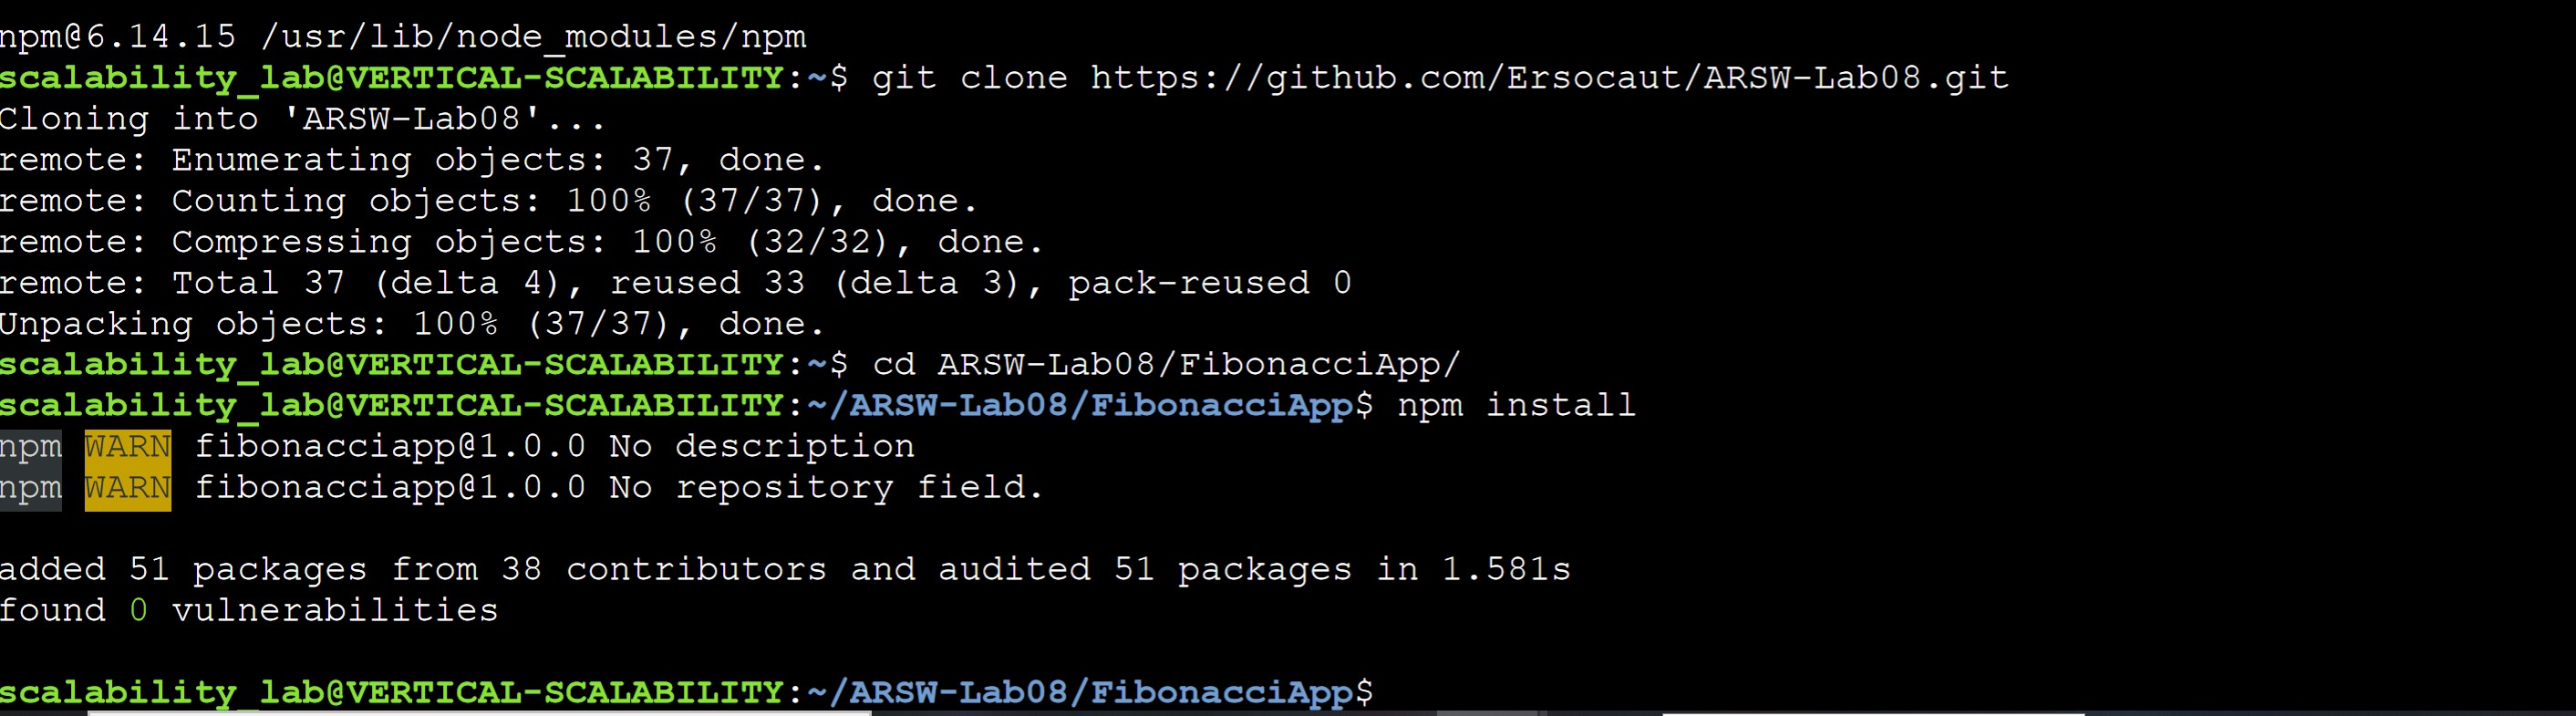 npm@6.14.15 /usr/lib/node_modules/npm
scalability_lab@VERTICAL-SCALABILITY:~$ git clone https://github.com/Ersocaut/ARSW-Lab08.git
Cloning into 'ARSW-Lab08'...
remote: Enumerating objects: 37, done.
remote: Counting objects: 100% (37/37), done.
remote: Compressing objects: 100% (32/32), done.
remote: Total 37 (delta 4), reused 33 (delta 3), pack-reused 0
Unpacking objects: 100% (37/37), done.
scalability_lab@VERTICAL-SCALABILITY:~$ cd ARSW-Lab08/FibonacciApp/
scalability_lab@VERTICAL-SCALABILITY:~/ARSW-Lab08/FibonacciApp$ npm install
npm WARN fibonacciapp@1.0.0 No description
npm WARN fibonacciapp@1.0.0 No repository field.
added 51 packages from 38 contributors and audited 51 packages in 1.581s
found 0 vulnerabilities
scalability_lab@VERTICAL-SCALABILITY:~/ARSW-Lab08/FibonacciApp$